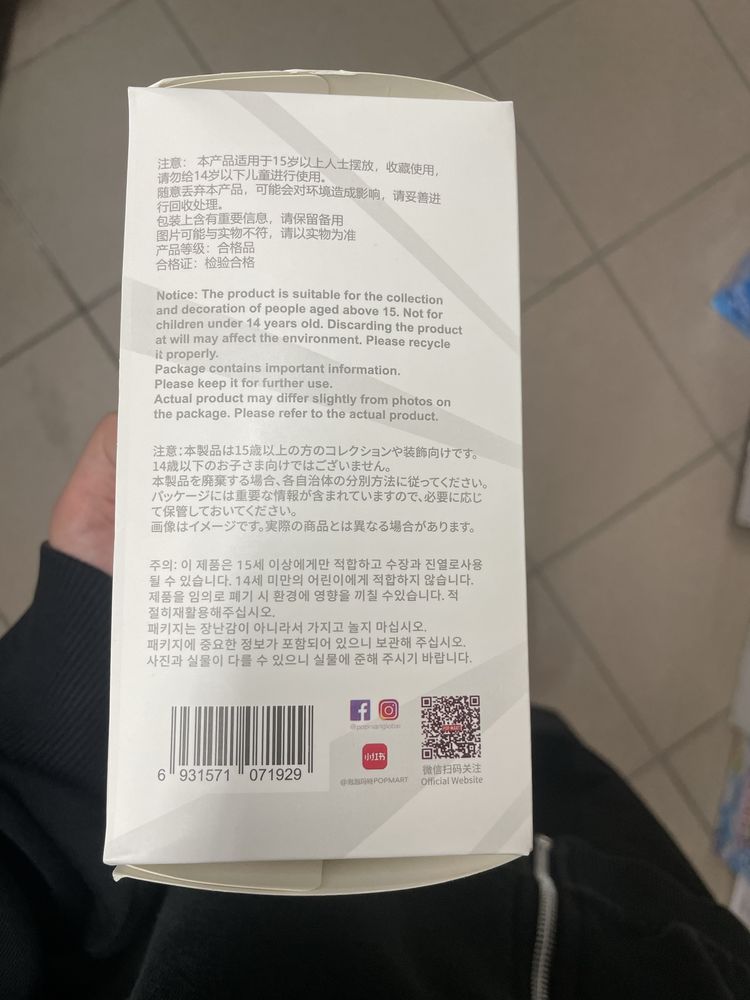 注意： 本产品适用于15岁以上人士摆放，收藏使用，
请勿给14岁以下儿童进行使用。
随意丢弃本产品，可能会对环境造成影响，请妥善进
行回收处理。
包装上含有重要信息，请保留备用
图片可能与实物不符，请以实物为准
产品等级：合格品
合格证：检验合格
Notice: The product is suitable for the collection
and decoration of people aged above 15. Not for
children under 14 years old. Discarding the product
at will may affect the environment. Please recycle
it properly.
Package contains important information.
Please keep it for further use.
Actual product may differ slightly from photos on
the package. Please refer to the actual product.
注意：本製品は15歳以上の方のコレクションや装飾向けです。
14歳以下のお子さま向けではございません。
本製品を廃棄する場合、各自治体の分別方法に従ってください。
パッケージには重要な情報が含まれていますので、必要に応じ
て保管しておいてください。
画像はイメージです。実際の商品とは異なる場合があります。
주의: 이 제품은 15세 이상에게만 적합하고 수장과 진열로사용
될 수 있습니다. 14세 미만의 어린이에게 적합하지 않습니다.
제품을 임의로 폐기 시 환경에 영향을 끼칠 수있습니다. 적
절히재활용해주십시오.
패키지는 장난감이 아니라서 가지고 놀지 마십시오.
패키지에 중요한 정보가 포함되어 있으니 보관해 주십시오.
사진과 실물이 다를 수 있으니 실물에 준해 주시기 바랍니다.
6 931571 071929
@popmartglobal
小红书
@泡泡玛特POPMART
微信扫码关注
Official Website